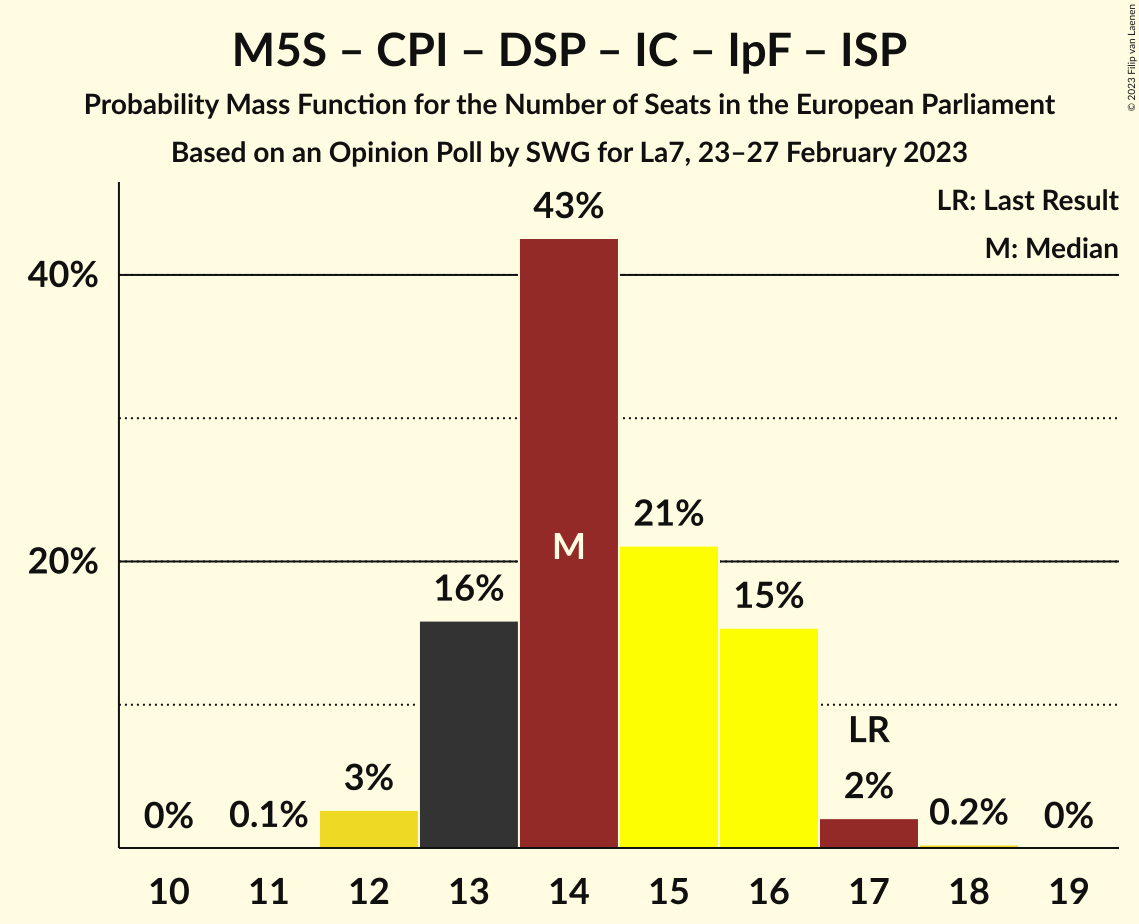 M5S – CPI – DSP – IC – IpF – ISP
Probability Mass Function for the Number of Seats in the European Parliament
Based on an Opinion Poll by SWG for La7, 23–27 February 2023
© 2023 Filip van Laenen
LR: Last Result
M: Median
43%
40%
21%
M
20%
16%
15%
LR
3%
2%
0%
0.1%
0.2%
0%
10 11 12 13 14 15 16 17 18 19